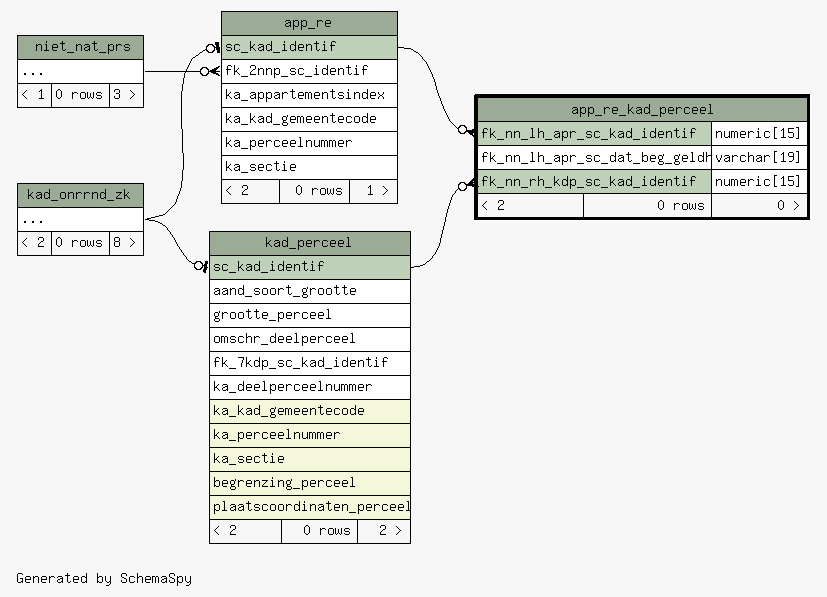 niet_nat_prs
...
< 1 0 rows 3 >
kad_onrrnd_zk
...
< 2 0 rows 8 >
app_re
sc_kad_identif
fk_2nnp_sc_identif
ka_appartementsindex
ka_kad_gemeentecode
ka_perceelnummer
ka_sectie
< 2 0 rows 1 >
kad_perceel
sc_kad_identif
aand_soort_grootte
grootte_perceel
omschr_deelperceel
fk_7kdp_sc_kad_identif
ka_deelperceelnummer
ka_kad_gemeentecode
ka_perceelnummer
ka_sectie
begrenzing_perceel
plaatscoordinaten_perceel
< 2 0 rows 2 >
app_re_kad_perceel
fk_nn_lh_apr_sc_kad_identif numeric[15]
fk_nn_lh_apr_sc_dat_beg_geldh varchar[19]
fk_nn_rh_kdp_sc_kad_identif numeric[15]
< 2 0 rows 0 >
Generated by SchemaSpy